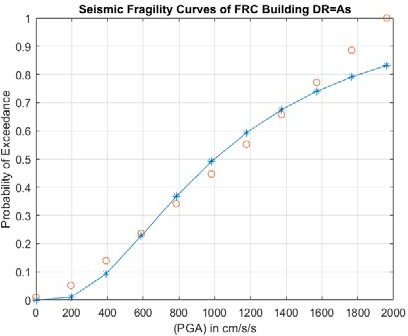 Seismic Fragility Curves of FRC Building DR=As
Probability of Exceedance
1
0.9
0.8
0.7
0.6
0.5
0.4
0.3
0.2
0.1
0
0 200 400 600 800 1000 1200 1400 1600 1800 2000
(PGA) in cm/s/s